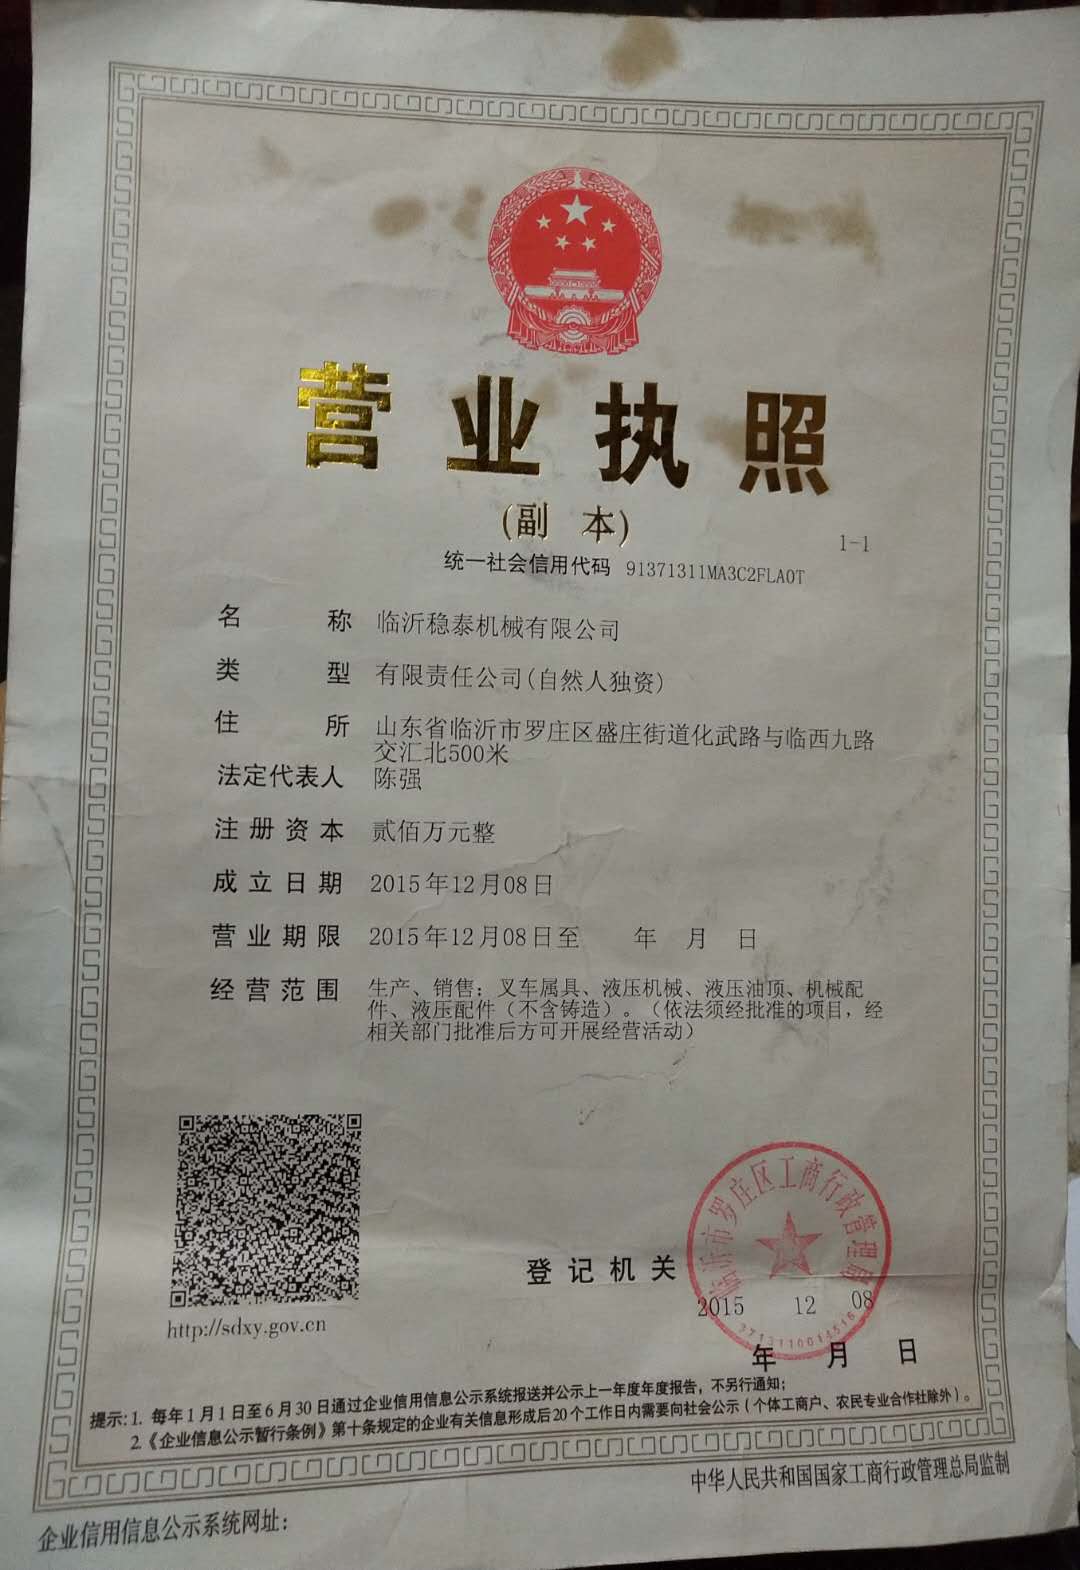 营业执照
(副 本)
1-1
统一社会信用代码 91371311MA3C2FLA0T
名 称 临沂稳泰机械有限公司
类 型 有限责任公司(自然人独资)
住 所 山东省临沂市罗庄区盛庄街道化武路与临西九路
交汇北500米
法定代表人 陈强
注册资本 贰佰万元整
成立日期 2015年12月08日
营业期限 2015年12月08日至 年 月 日
经营范围 生产、销售：叉车属具、液压机械、液压油顶、机械配
件、液压配件（不含铸造）。（依法须经批准的项目，经
相关部门批准后方可开展经营活动）
临沂市罗庄区工商行政管理局
登记机关
2015 12 08
3713110014516
年 月 日
http://sdxy.gov.cn
提示：1. 每年1月1日至6月30日通过企业信用信息公示系统报送并公示上一年度年度报告，不另行通知；
2.《企业信息公示暂行条例》第十条规定的企业有关信息形成后20个工作日内需要向社会公示（个体工商户、农民专业合作社除外）。
企业信用信息公示系统网址：
中华人民共和国国家工商行政管理总局监制